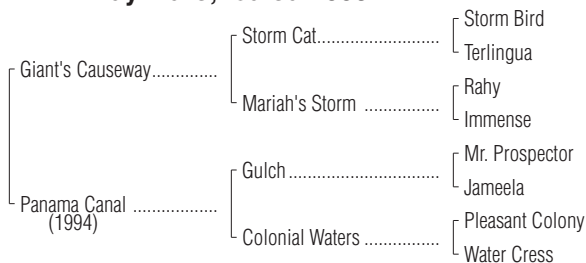 Storm Bird
Storm Cat........................................
Terlingua
Giant's Causeway..............
Rahy
Mariah's Storm ................
Immense
Mr. Prospector
Gulch................................
Jameela
Panama Canal ..................
(1994)
Pleasant Colony
Colonial Waters ................
Water Cress